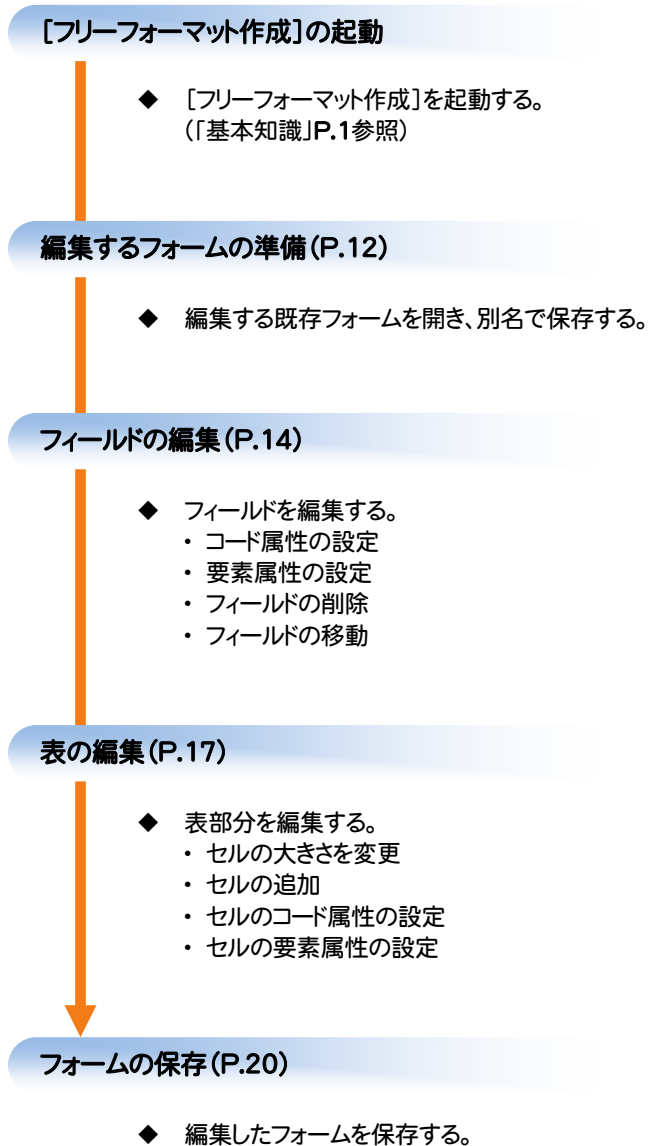 [フリーフォーマット作成]の起動
◆ [フリーフォーマット作成]を起動する。
(「基本知識」P.1参照)
編集するフォームの準備(P.12)
◆ 編集する既存フォームを開き、別名で保存する。
フィールドの編集(P.14)
◆ フィールドを編集する。
・ コード属性の設定
・ 要素属性の設定
・ フィールドの削除
・ フィールドの移動
表の編集(P.17)
◆ 表部分を編集する。
・ セルの大きさを変更
・ セルの追加
・ セルのコード属性の設定
・ セルの要素属性の設定
フォームの保存(P.20)
◆ 編集したフォームを保存する。